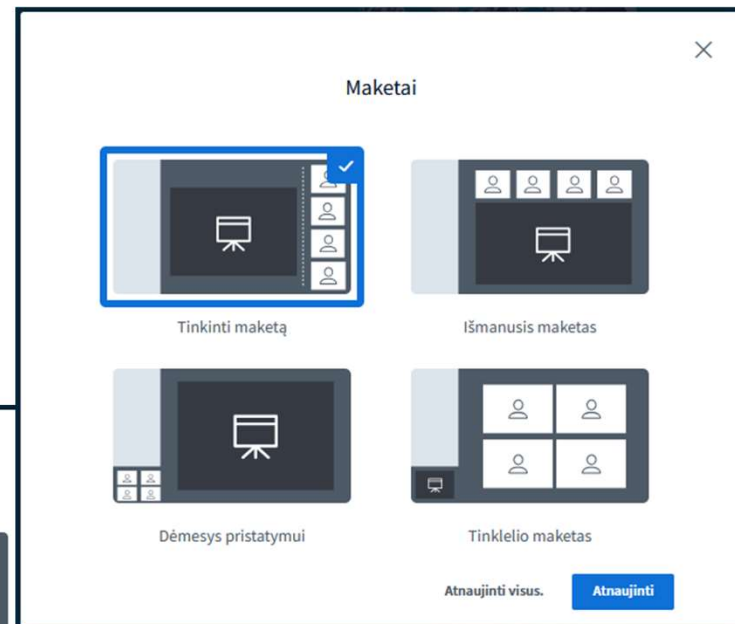 Maketai
Tinkinti maketą
Išmanusis maketas
Dėmesys pristatymui
Tinklelio maketas
Atnaujinti visus.
Atnaujinti